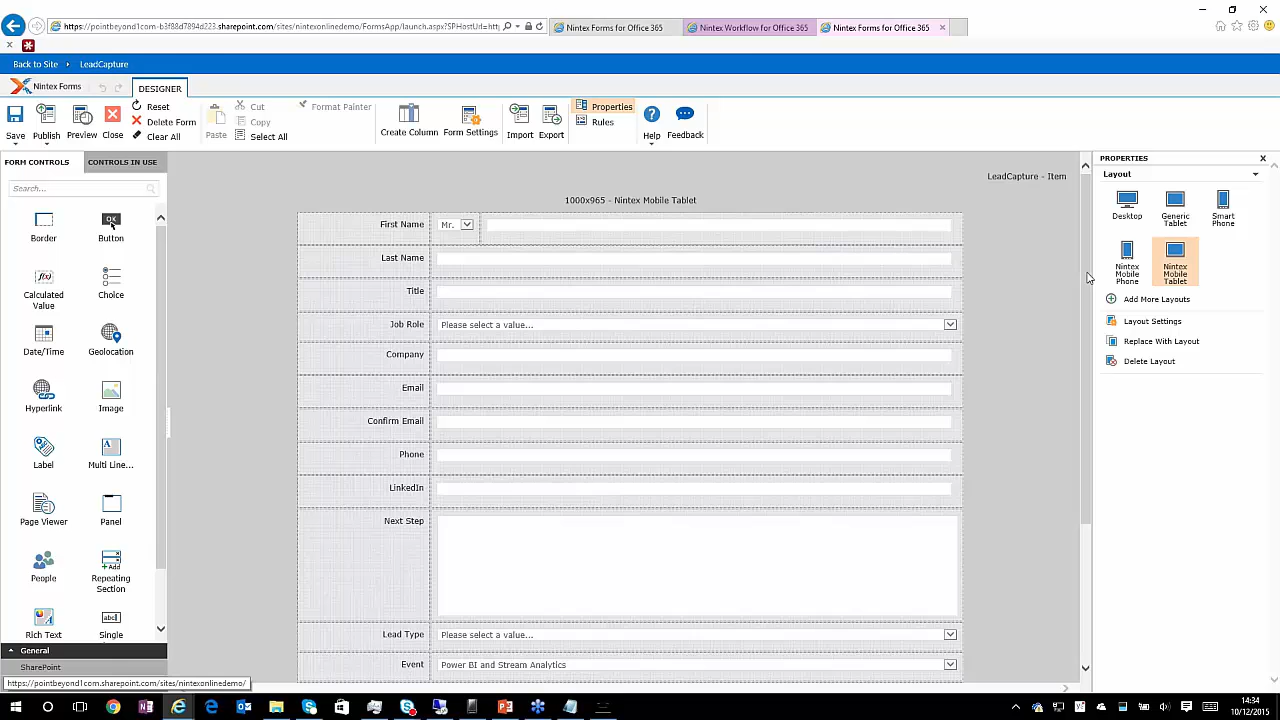 https://pointbeyond1com-b3f88d7894d223.sharepoint.com/sites/nintexonlinedemo/FormsApp/launch.aspx?SPHostUrl=htt
Nintex Forms for Office 365
Nintex Workflow for Office 365
Nintex Forms for Office 365
Back to Site
LeadCapture
Nintex Forms
DESIGNER
Save
Publish
Preview
Close
Reset
Delete Form
Clear All
Paste
Cut
Copy
Select All
Format Painter
Create Column
Form Settings
Import
Export
Properties
Rules
Help
Feedback
FORM CONTROLS
CONTROLS IN USE
Search...
Border
OK
Button
f(x)
Calculated
Value
Choice
Date/Time
Geolocation
Hyperlink
Image
Label
Multi Line...
Page Viewer
Panel
People
+Add
Repeating
Section
Rich Text
abc
Single
General
SharePoint
https://pointbeyond1com.sharepoint.com/sites/nintexonlinedemo/
LeadCapture - Item
1000x965 - Nintex Mobile Tablet
First Name
Mr.
Last Name
Title
Job Role
Please select a value...
Company
Email
Confirm Email
Phone
LinkedIn
Next Step
Lead Type
Please select a value...
Event
Power BI and Stream Analytics
PROPERTIES
Layout
Desktop
Generic
Tablet
Smart
Phone
Nintex
Mobile
Phone
Nintex
Mobile
Tablet
Add More Layouts
Layout Settings
Replace With Layout
Delete Layout
14:34
10/12/2015